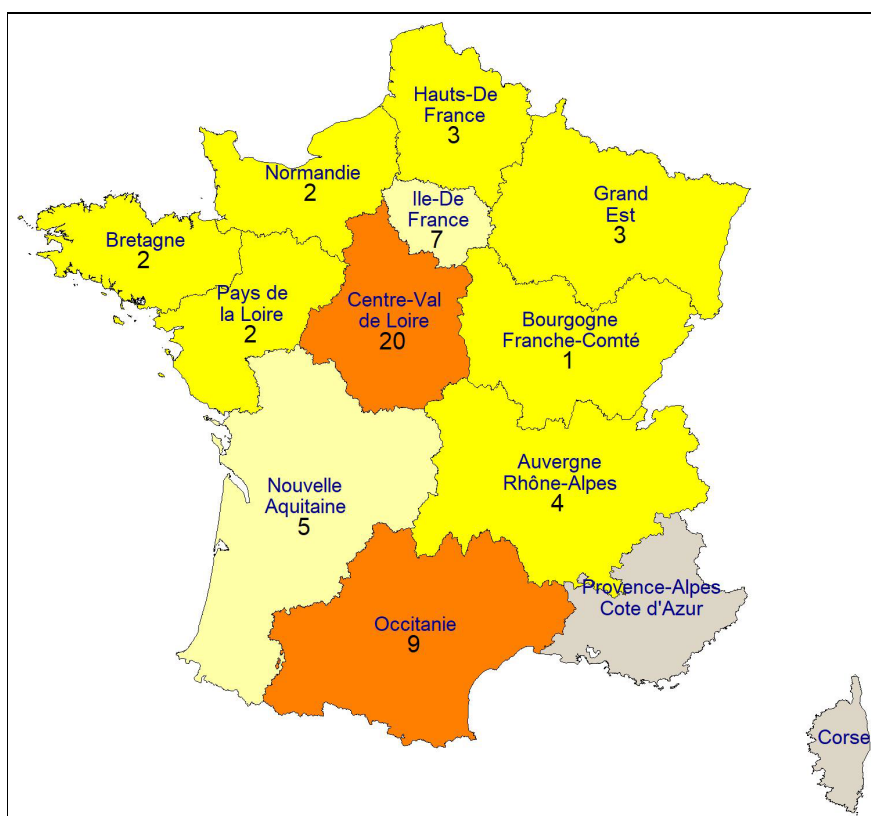 Hauts-De
France
3
Normandie
2
Ile-De
France
7
Grand
Est
3
Bretagne
2
Pays de
la Loire
2
Centre-Val
de Loire
20
Bourgogne
Franche-Comté
1
Auvergne
Rhône-Alpes
4
Nouvelle
Aquitaine
5
Provence-Alpes
Cote d'Azur
Occitanie
9
Corse